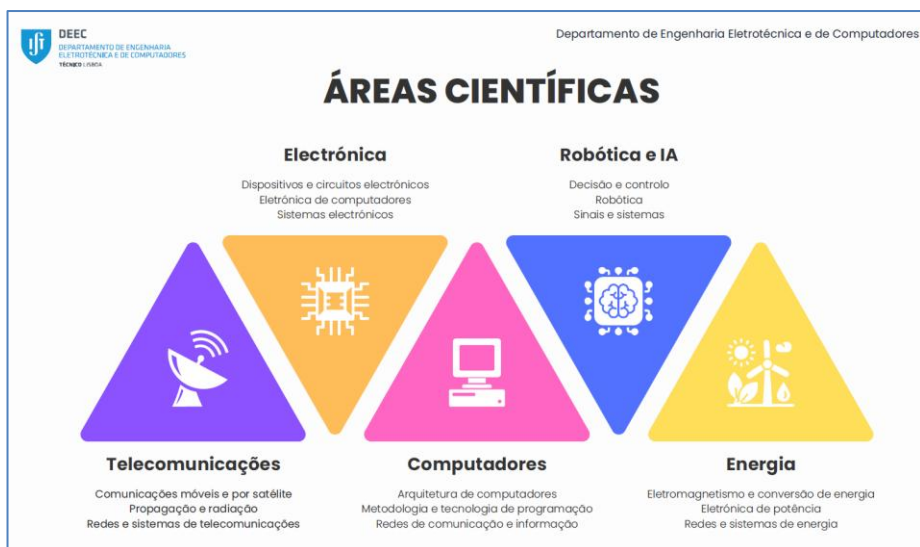 DEEC
DEPARTAMENTO DE ENGENHARIA
ELETROTÉCNICA E DE COMPUTADORES
TÉCNICO LISBOA
Departamento de Engenharia Eletrotécnica e de Computadores
ÁREAS CIENTÍFICAS
Electrónica
Dispositivos e circuitos electrónicos
Eletrónica de computadores
Sistemas electrónicos
Robótica e IA
Decisão e controlo
Robótica
Sinais e sistemas
Telecomunicações
Comunicações móveis e por satélite
Propagação e radiação
Redes e sistemas de telecomunicações
Computadores
Arquitetura de computadores
Metodologia e tecnologia de programação
Redes de comunicação e informação
Energia
Eletromagnetismo e conversão de energia
Eletrónica de potência
Redes e sistemas de energia